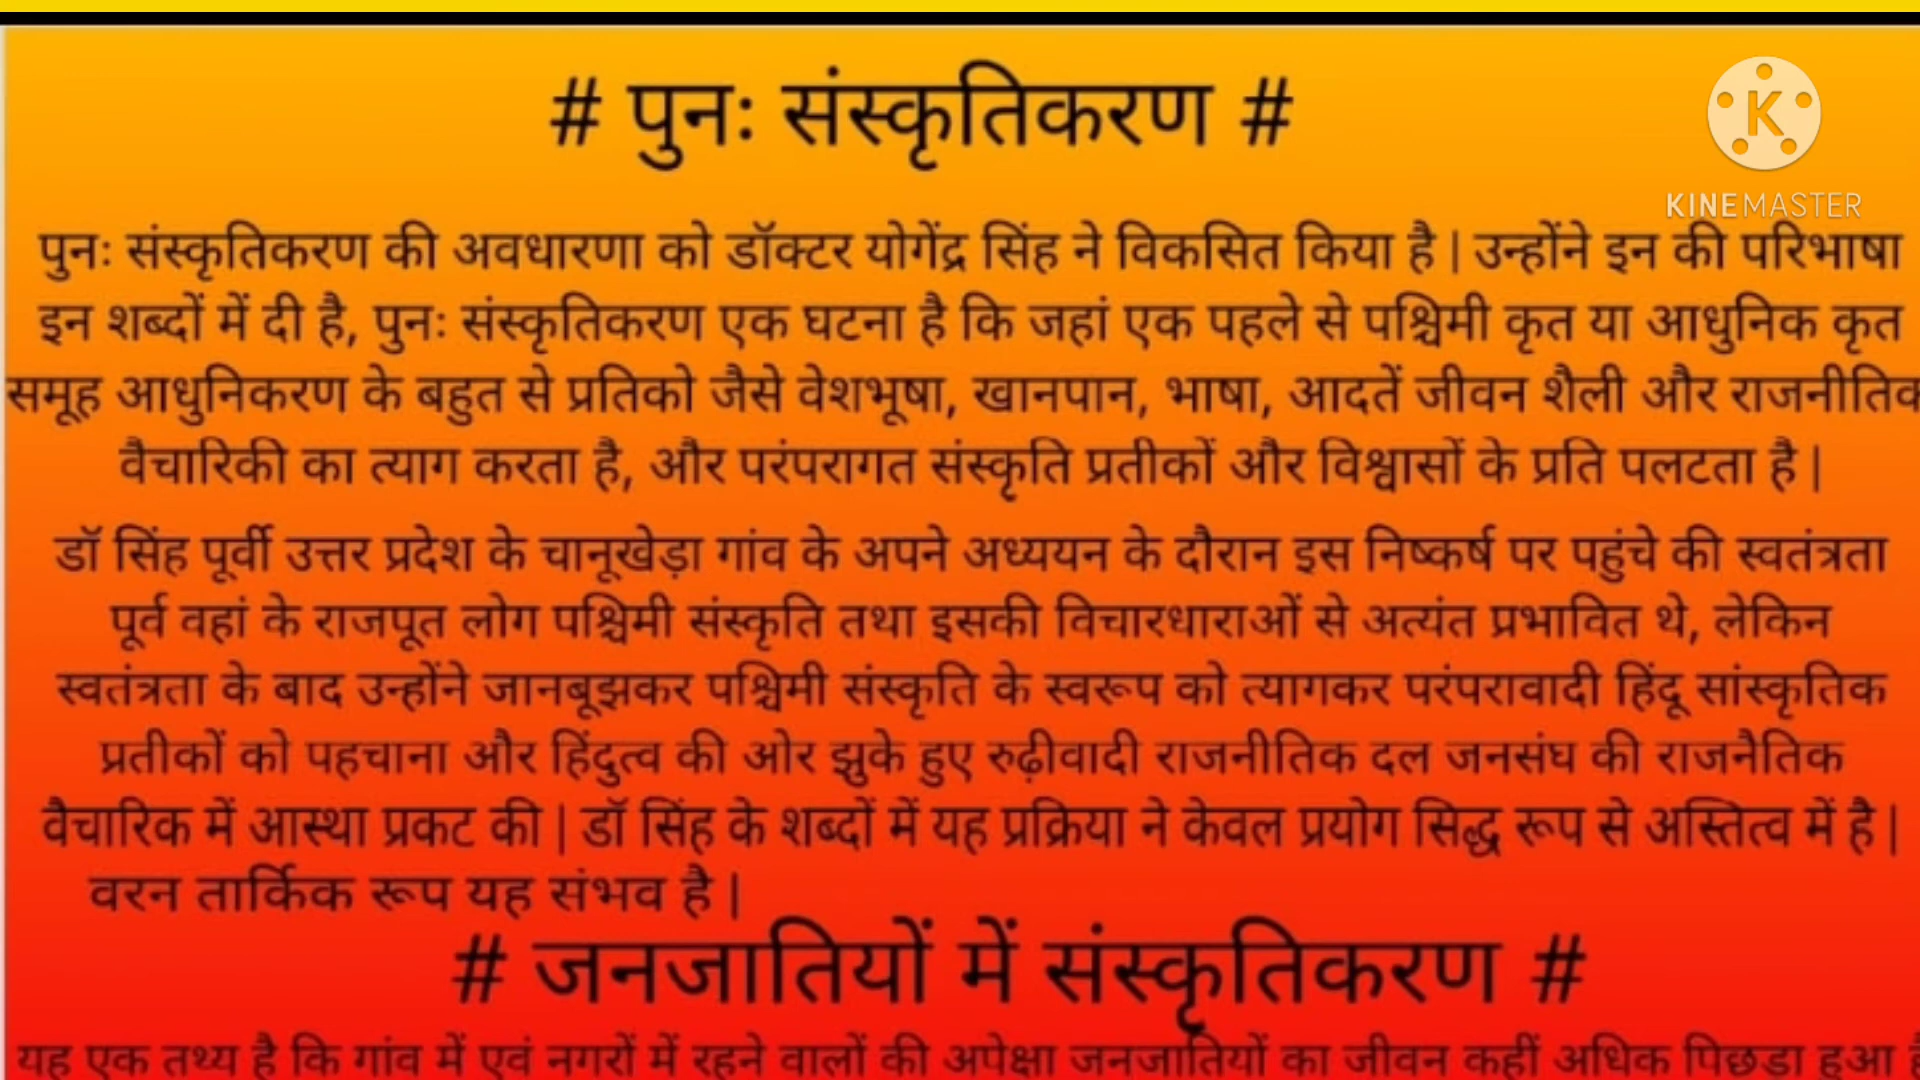 # पुनः संस्कृतिकरण #
KINEMASTER
पुनः संस्कृतिकरण की अवधारणा को डॉक्टर योगेंद्र सिंह ने विकसित किया है | उन्होंने इन की परिभाषा
इन शब्दों में दी है, पुनः संस्कृतिकरण एक घटना है कि जहां एक पहले से पश्चिमी कृत या आधुनिक कृत
समूह आधुनिकरण के बहुत से प्रतिको जैसे वेशभूषा, खानपान, भाषा, आदतें जीवन शैली और राजनीतिक
वैचारिकी का त्याग करता है, और परंपरागत संस्कृति प्रतीकों और विश्वासों के प्रति पलटता है |
डॉ सिंह पूर्वी उत्तर प्रदेश के चानूखेड़ा गांव के अपने अध्ययन के दौरान इस निष्कर्ष पर पहुंचे की स्वतंत्रता
पूर्व वहां के राजपूत लोग पश्चिमी संस्कृति तथा इसकी विचारधाराओं से अत्यंत प्रभावित थे, लेकिन
स्वतंत्रता के बाद उन्होंने जानबूझकर पश्चिमी संस्कृति के स्वरूप को त्यागकर परंपरावादी हिंदू सांस्कृतिक
प्रतीकों को पहचाना और हिंदुत्व की ओर झुके हुए रुढ़ीवादी राजनीतिक दल जनसंघ की राजनैतिक
वैचारिक में आस्था प्रकट की | डॉ सिंह के शब्दों में यह प्रक्रिया ने केवल प्रयोग सिद्ध रूप से अस्तित्व में है |
वरन तार्किक रूप यह संभव है |
# जनजातियों में संस्कृतिकरण #
यह एक तथ्य है कि गांव में एवं नगरों में रहने वालों की अपेक्षा जनजातियों का जीवन कहीं अधिक पिछडा हुआ